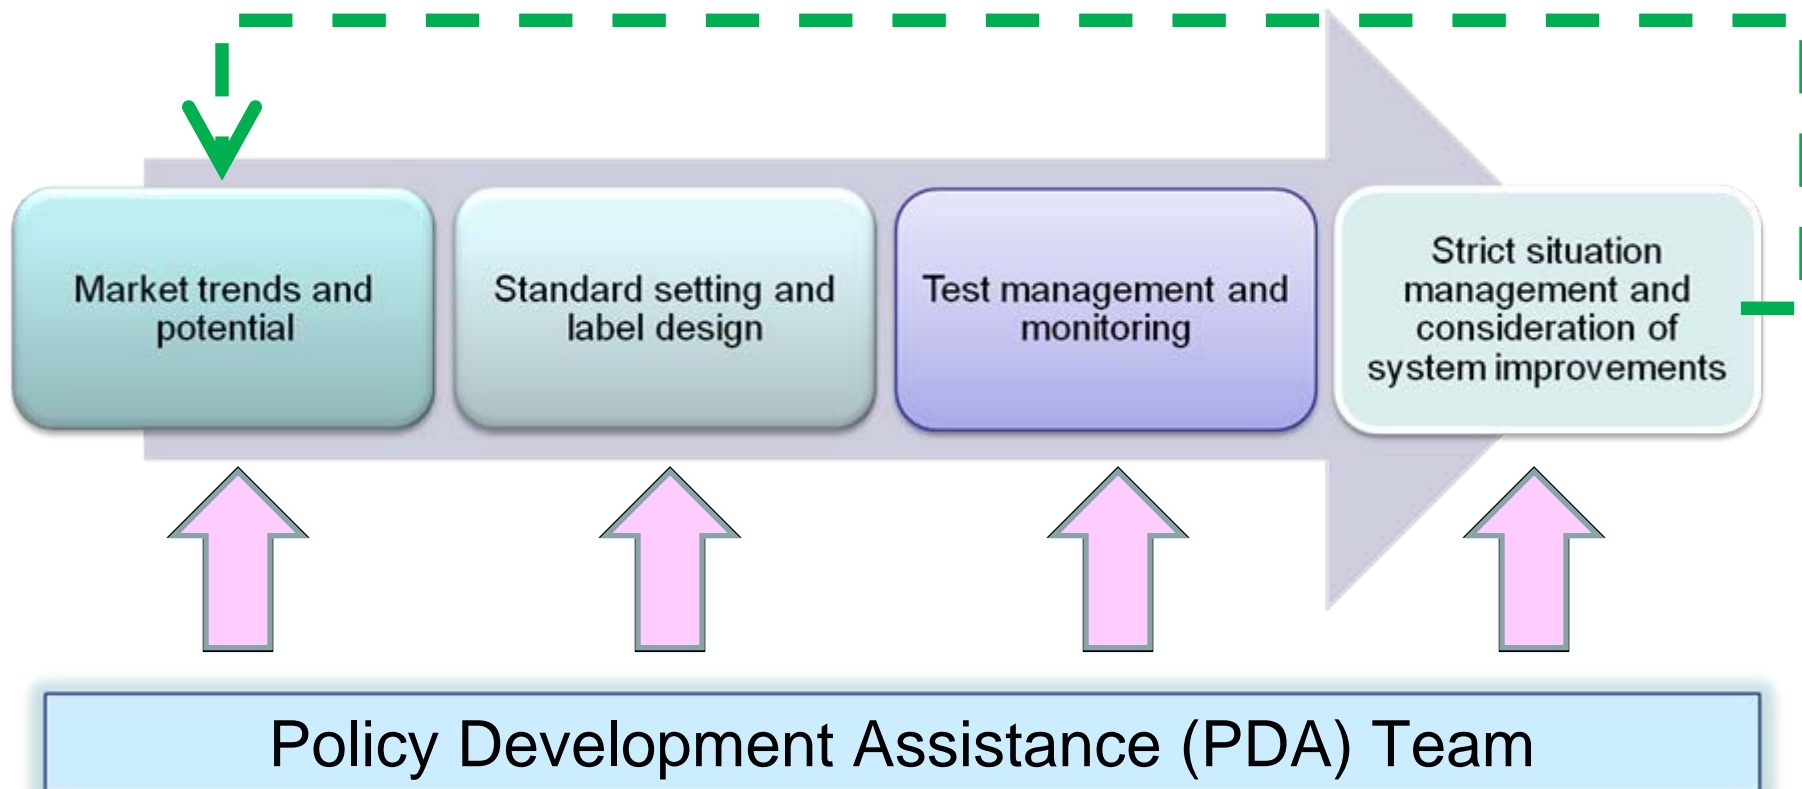 Market trends and
potential
Standard setting and
label design
Test management and
monitoring
Strict situation
management and
consideration of
system improvements
Policy Development Assistance (PDA) Team